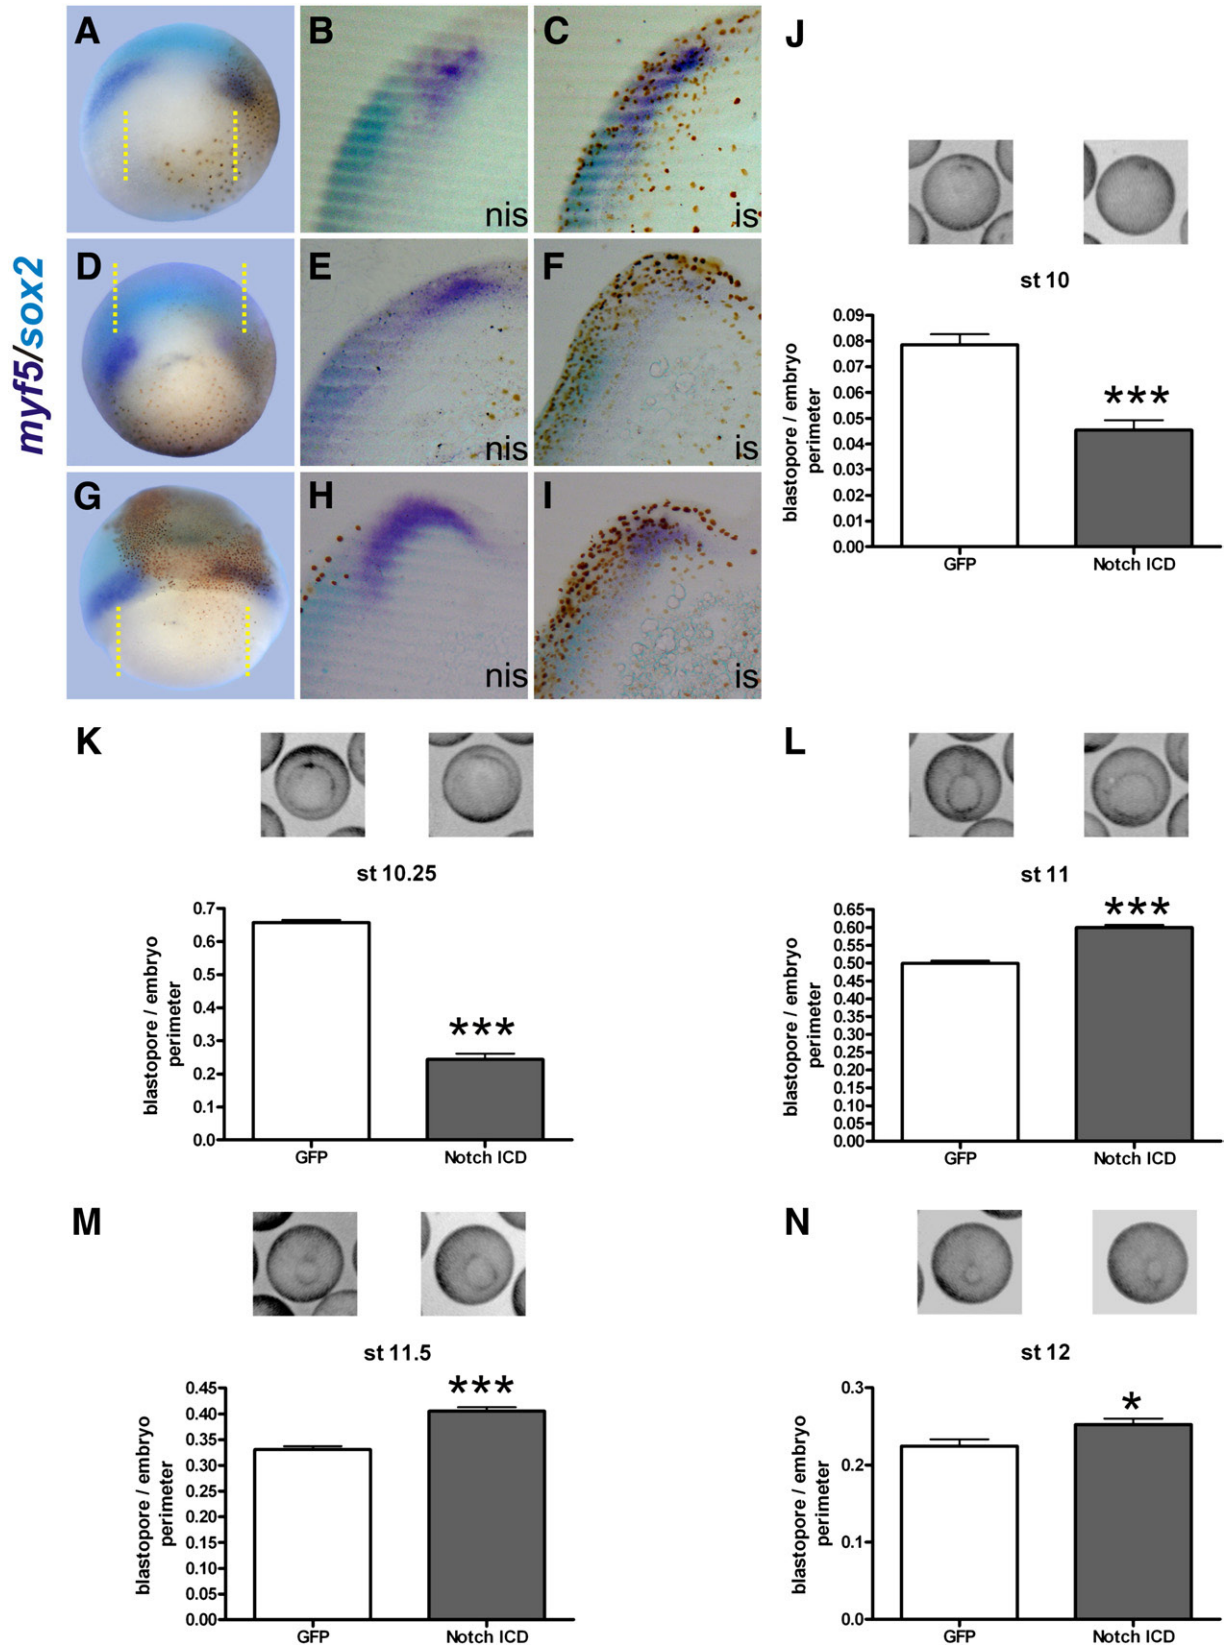 myf5/sox2
A
B
nis
C
is
D
E
nis
F
is
G
H
nis
I
is
J
st 10
blastopore / embryo
perimeter
0.09
0.08
0.07
0.06
0.05
0.04
0.03
0.02
0.01
0.00
***
GFP
Notch ICD
K
st 10.25
blastopore / embryo
perimeter
0.7
0.6
0.5
0.4
0.3
0.2
0.1
0.0
***
GFP
Notch ICD
L
st 11
blastopore / embryo
perimeter
0.65
0.60
0.55
0.50
0.45
0.40
0.35
0.30
0.25
0.20
0.15
0.10
0.05
0.00
***
GFP
Notch ICD
M
st 11.5
blastopore / embryo
perimeter
0.45
0.40
0.35
0.30
0.25
0.20
0.15
0.10
0.05
0.00
***
GFP
Notch ICD
N
st 12
blastopore / embryo
perimeter
0.3
0.2
0.1
0.0
*
GFP
Notch ICD